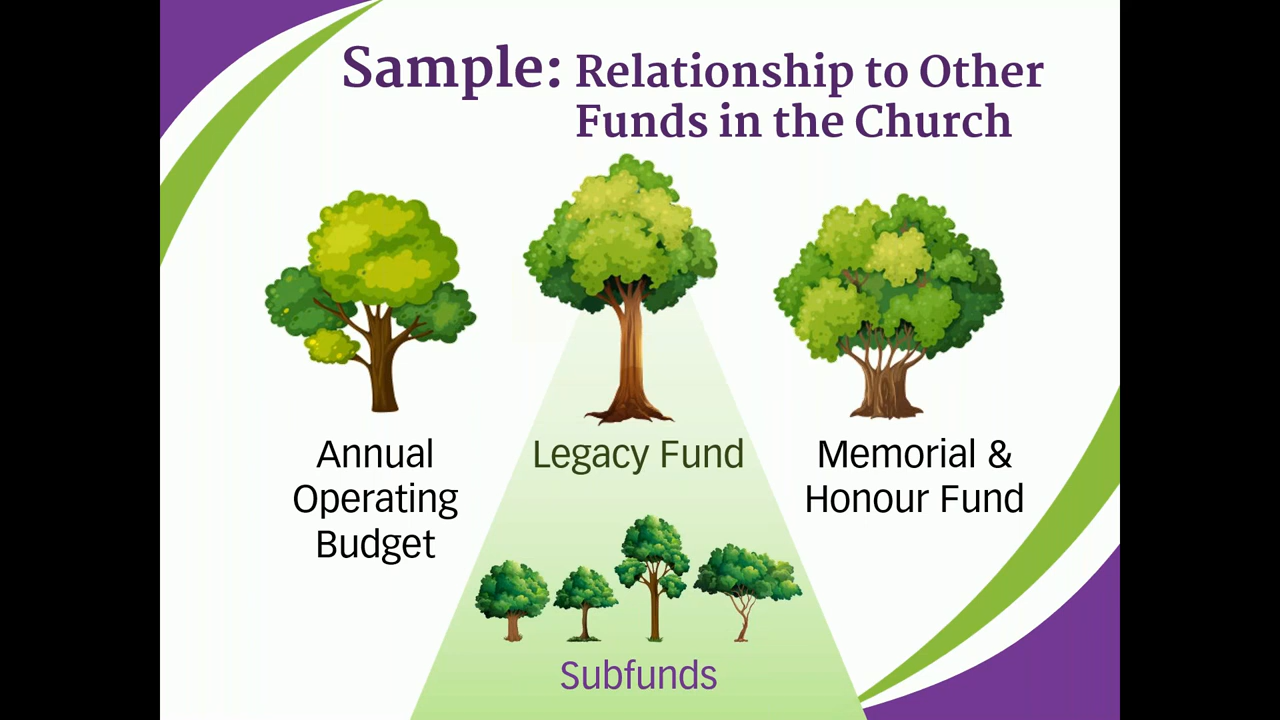 Sample: Relationship to Other
Funds in the Church
Annual
Operating
Budget
Legacy Fund
Memorial &
Honour Fund
Subfunds